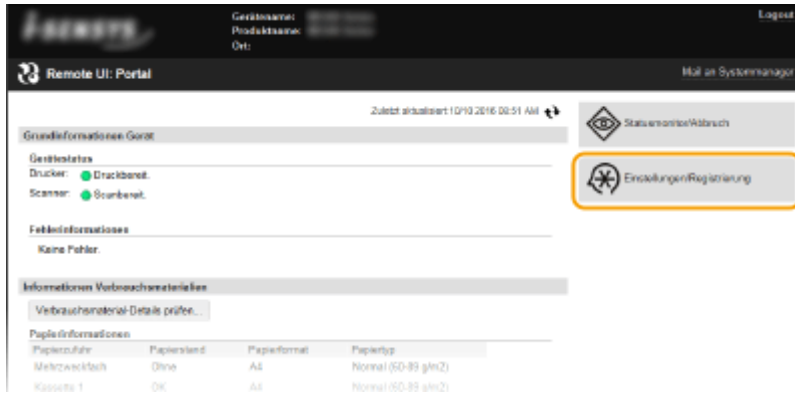 i-SENSYS
Gerätename:
Produktname:
Ort:
Logout
Remote UI: Portal
Mail an Systemmanager
Zuletzt aktualisiert 10/10 2016 08:51 AM
Grundinformationen Gerät
Gerätestatus
Drucker: Druckbereit.
Scanner: Scanbereit.
Fehlerinformationen
Keine Fehler.
Informationen Verbrauchsmaterialien
Verbrauchsmaterial-Details prüfen...
Papierinformationen
Papierzufuhr Papierstand Papierformat Papiertyp
Mehrzweckfach Ohne A4 Normal (60-89 g/m2)
Kassette 1 OK A4 Normal (60-89 g/m2)
Statusmonitor/Abbruch
Einstellungen/Registrierung